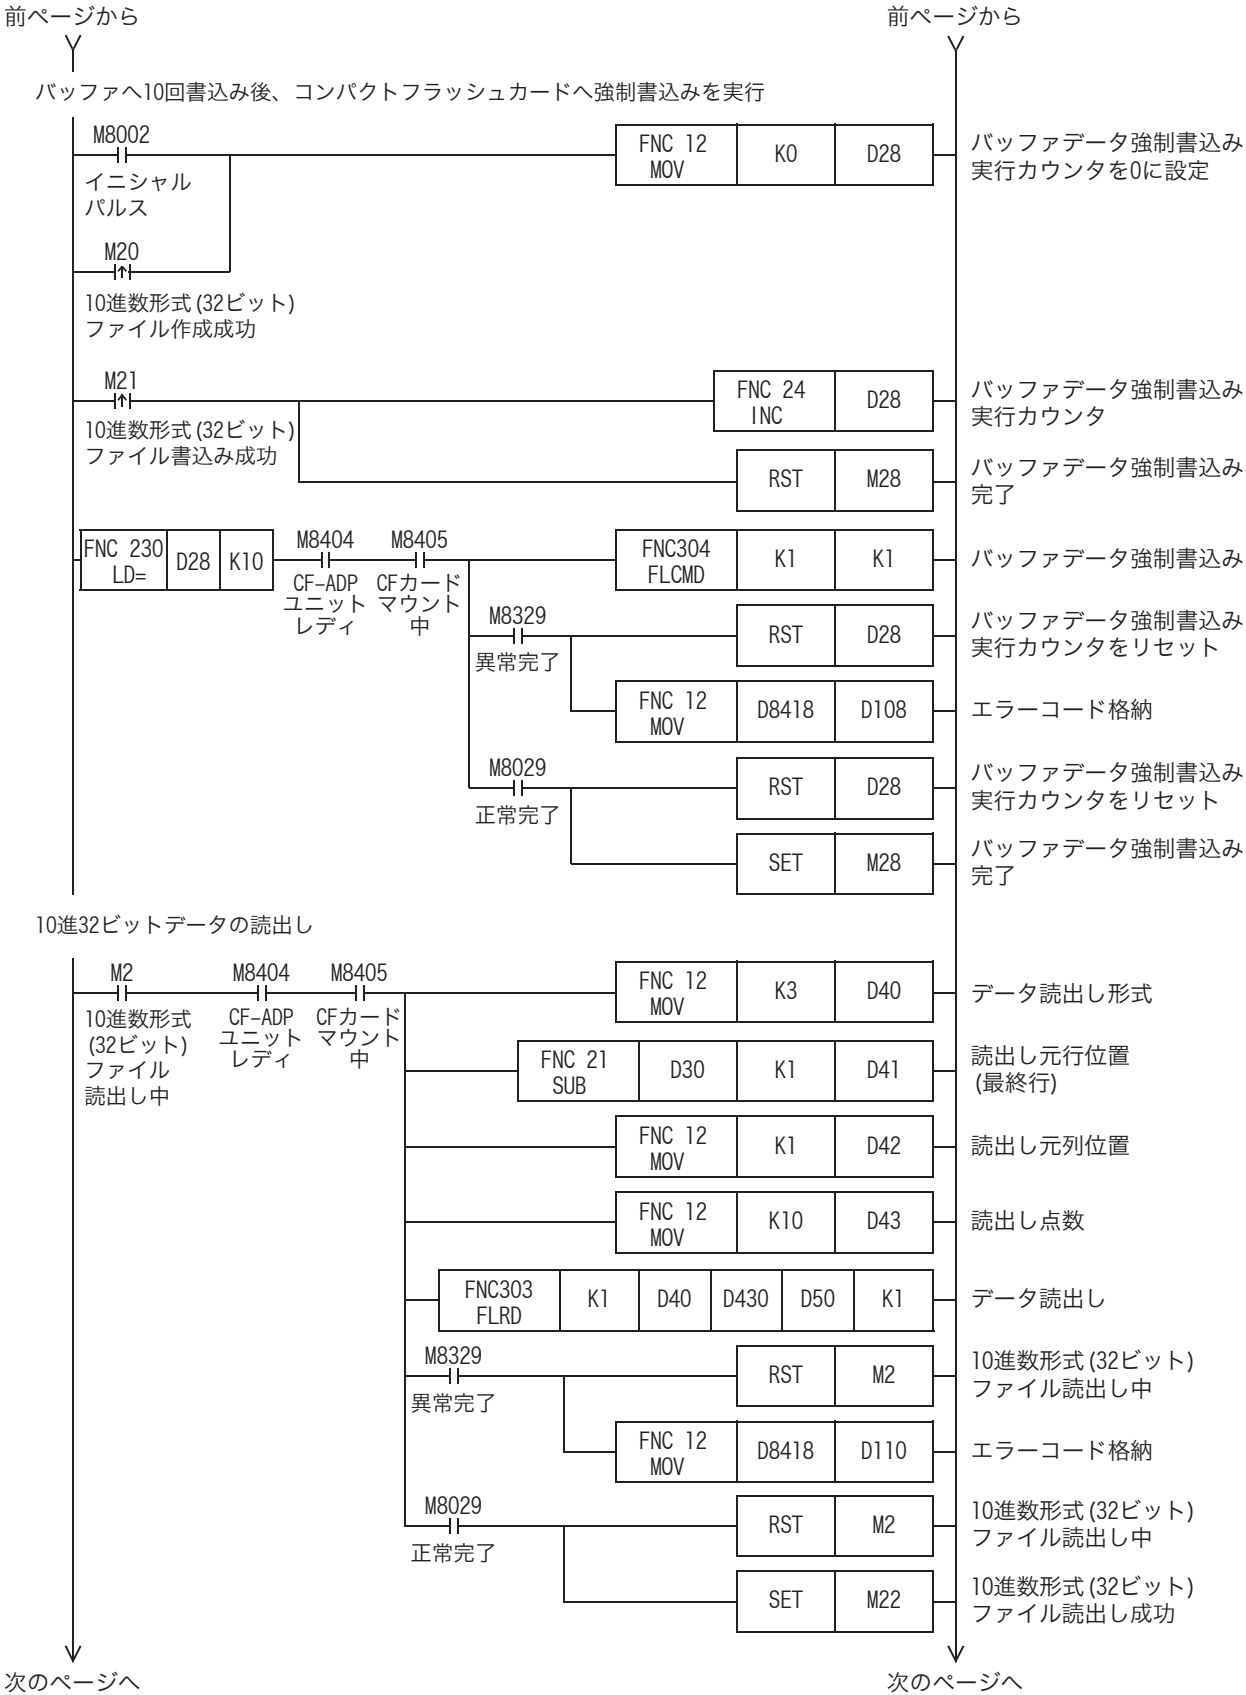 前ページから
前ページから
バッファへ10回書込み後、コンパクトフラッシュカードへ強制書込みを実行
M8002
イニシャル
パルス
FNC 12
MOV
K0
D28
バッファデータ強制書込み
実行カウンタを0に設定
M20
10進数形式 (32ビット)
ファイル作成成功
M21
10進数形式 (32ビット)
ファイル書込み成功
FNC 24
INC
D28
バッファデータ強制書込み
実行カウンタ
RST
M28
バッファデータ強制書込み
完了
FNC 230
LD=
D28
K10
M8404
CF-ADP
ユニット
レディ
M8405
CFカード
マウント
中
FNC304
FLCMD
K1
K1
バッファデータ強制書込み
M8329
異常完了
RST
D28
バッファデータ強制書込み
実行カウンタをリセット
FNC 12
MOV
D8418
D108
エラーコード格納
M8029
正常完了
RST
D28
バッファデータ強制書込み
実行カウンタをリセット
SET
M28
バッファデータ強制書込み
完了
10進32ビットデータの読出し
M2
10進数形式
(32ビット)
ファイル
読出し中
M8404
CF-ADP
ユニット
レディ
M8405
CFカード
マウント
中
FNC 12
MOV
K3
D40
データ読出し形式
FNC 21
SUB
D30
K1
D41
読出し元行位置
(最終行)
FNC 12
MOV
K1
D42
読出し元列位置
FNC 12
MOV
K10
D43
読出し点数
FNC303
FLRD
K1
D40
D430
D50
K1
データ読出し
M8329
異常完了
RST
M2
10進数形式 (32ビット)
ファイル読出し中
FNC 12
MOV
D8418
D110
エラーコード格納
M8029
正常完了
RST
M2
10進数形式 (32ビット)
ファイル読出し中
SET
M22
10進数形式 (32ビット)
ファイル読出し成功
次のページへ
次のページへ